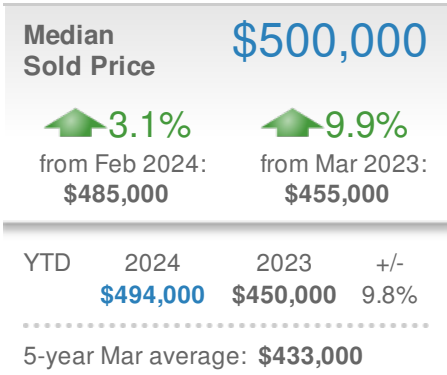 Median $500,000
Sold Price
3.1% 9.9%
from Feb 2024: from Mar 2023:
$485,000 $455,000
YTD 2024 2023 +/-
$494,000 $450,000 9.8%
5-year Mar average: $433,000